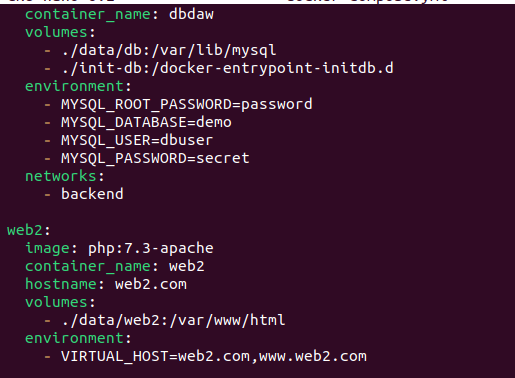 container_name: dbdaw
volumes:
- ./data/db:/var/lib/mysql
- ./init-db:/docker-entrypoint-initdb.d
environment:
- MYSQL_ROOT_PASSWORD=password
- MYSQL_DATABASE=demo
- MYSQL_USER=dbuser
- MYSQL_PASSWORD=secret
networks:
- backend
web2:
image: php:7.3-apache
container_name: web2
hostname: web2.com
volumes:
- ./data/web2:/var/www/html
environment:
- VIRTUAL_HOST=web2.com,www.web2.com